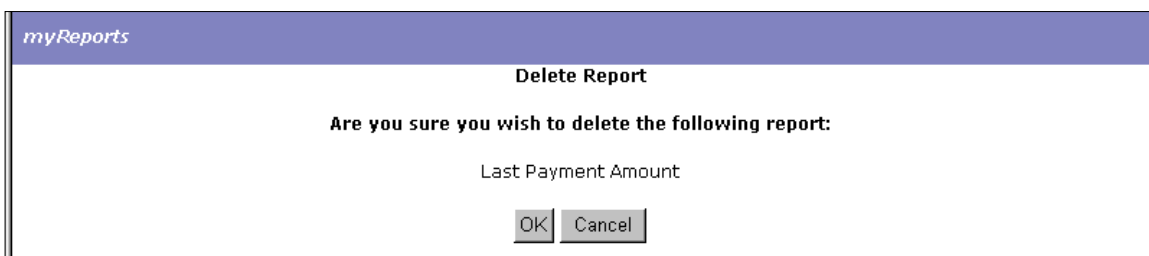 myReports
Delete Report
Are you sure you wish to delete the following report:
Last Payment Amount
OK Cancel